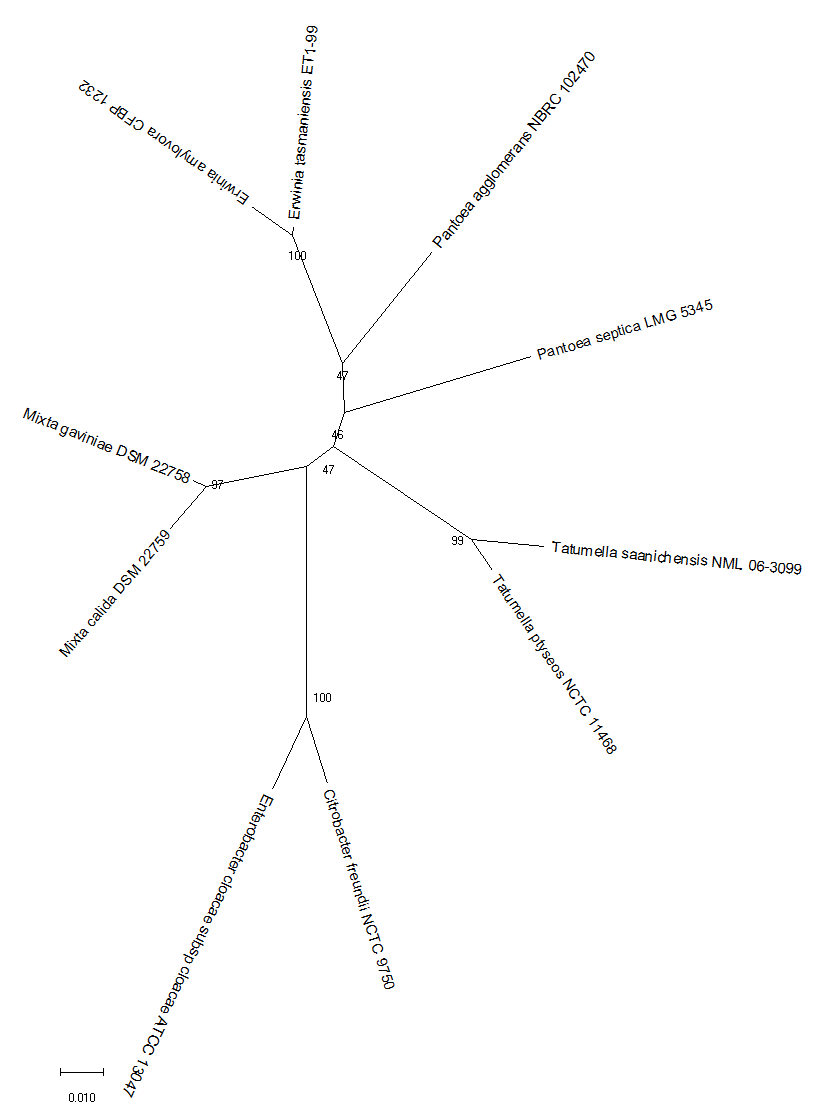 Erwinia tasmaniensis ET1-99
Erwinia amylovora CFBP 1232
Pantoea agglomerans NBRC 102470
100
Pantoea septica LMG 5345
47
46
47
Mixta gaviniae DSM 22758
97
Mixta calida DSM 22759
99
Tatumella saanichensis NML 06-3099
Tatumella ptyseos NCTC 11468
100
Enterobacter cloacae subsp cloacae ATCC 13047
Citrobacter freundii NCTC 9750
0.010